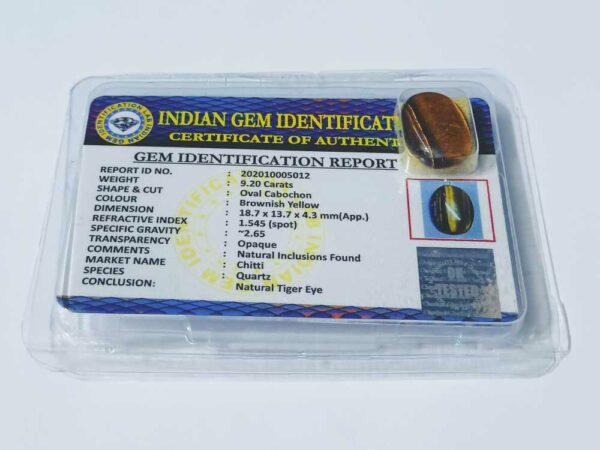 INDIAN GEM IDENTIFICAT
CERTIFICATE OF AUTHENT
GEM IDENTIFICATION REPORT
REPORT ID NO. : 202010005012
WEIGHT : 9.20 Carats
SHAPE & CUT : Oval Cabochon
COLOUR : Brownish Yellow
DIMENSION : 18.7 x 13.7 x 4.3 mm(App.)
REFRACTIVE INDEX : 1.545 (spot)
SPECIFIC GRAVITY : ~2.65
TRANSPARENCY : Opaque
COMMENTS : Natural Inclusions Found
MARKET NAME : Chitti
SPECIES : Quartz
CONCLUSION: : Natural Tiger Eye
OK
TESTED